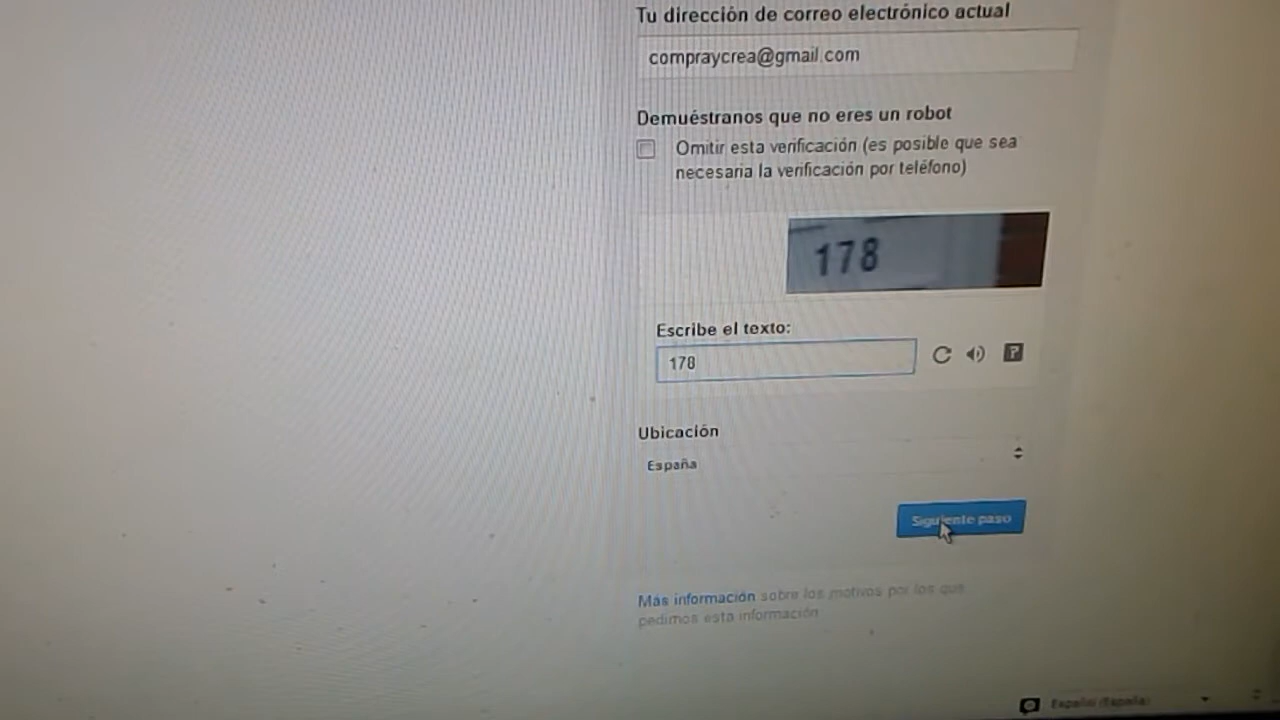 Tu dirección de correo electrónico actual
compraycrea@gmail.com
Demuéstranos que no eres un robot
Omitir esta verificación (es posible que sea
necesaria la verificación por teléfono)
178
Escribe el texto:
178
?
Ubicación
España
Siguiente paso
Más información sobre los motivos por los que
pedimos esta información
Español (España)